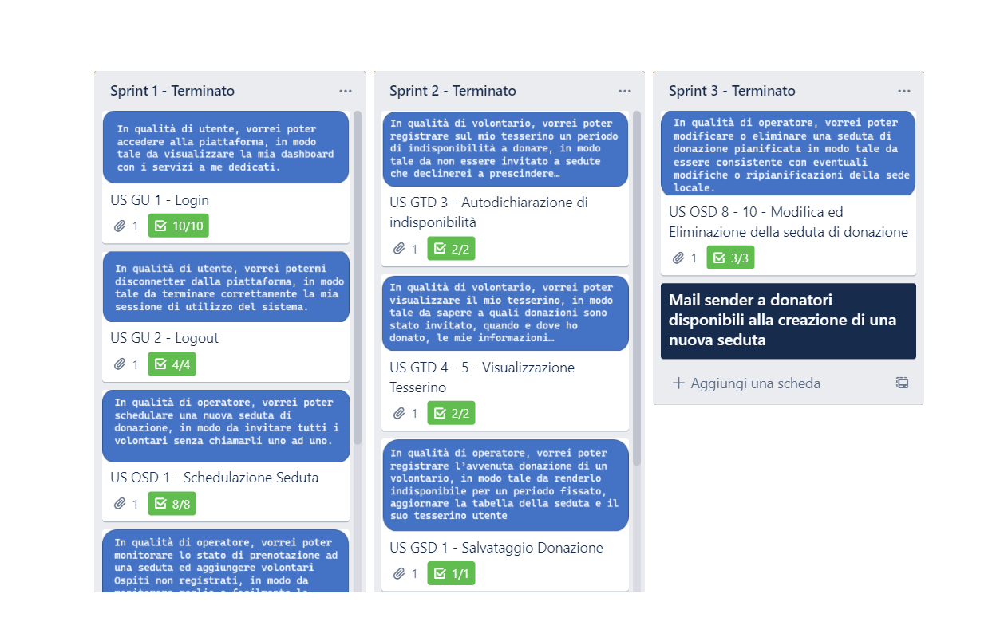 Sprint 1 - Terminato
In qualità di utente, vorrei poter
accedere alla piattaforma, in modo
tale da visualizzare la mia dashboard
con i servizi a me dedicati.
US GU 1 - Login
1
10/10
In qualità di utente, vorrei potermi
disconnetter dalla piattaforma, in modo
tale da terminare correttamente la mia
sessione di utilizzo del sistema.
US GU 2 - Logout
1
4/4
In qualità di operatore, vorrei poter
schedulare una nuova seduta di
donazione, in modo da invitare tutti i
volontari senza chiamarli uno ad uno.
US OSD 1 - Schedulazione Seduta
1
8/8
In qualità di operatore, vorrei poter
monitorare lo stato di prenotazione ad
una seduta ed aggiungere volontari
Ospiti non registrati, in modo da
monitorare meglio e facilmente la
Sprint 2 - Terminato
In qualità di volontario, vorrei poter
registrare sul mio tesserino un periodo
di indisponibilità a donare, in modo
tale da non essere invitato a sedute
che declinerei a prescindere…
US GTD 3 - Autodichiarazione di
indisponibilità
1
2/2
In qualità di volontario, vorrei poter
visualizzare il mio tesserino, in modo
tale da sapere a quali donazioni sono
stato invitato, quando e dove ho
donato, le mie informazioni…
US GTD 4 - 5 - Visualizzazione
Tesserino
1
2/2
In qualità di operatore, vorrei poter
registrare l'avvenuta donazione di un
volontario, in modo tale da renderlo
indisponibile per un periodo fissato,
aggiornare la tabella della seduta e il
suo tesserino utente
US GSD 1 - Salvataggio Donazione
1
1/1
Sprint 3 - Terminato
In qualità di operatore, vorrei poter
modificare o eliminare una seduta di
donazione pianificata in modo tale da
essere consistente con eventuali
modifiche o ripianificazioni della sede
locale.
US OSD 8 - 10 - Modifica ed
Eliminazione della seduta di donazione
1
3/3
Mail sender a donatori
disponibili alla creazione di una
nuova seduta
Aggiungi una scheda